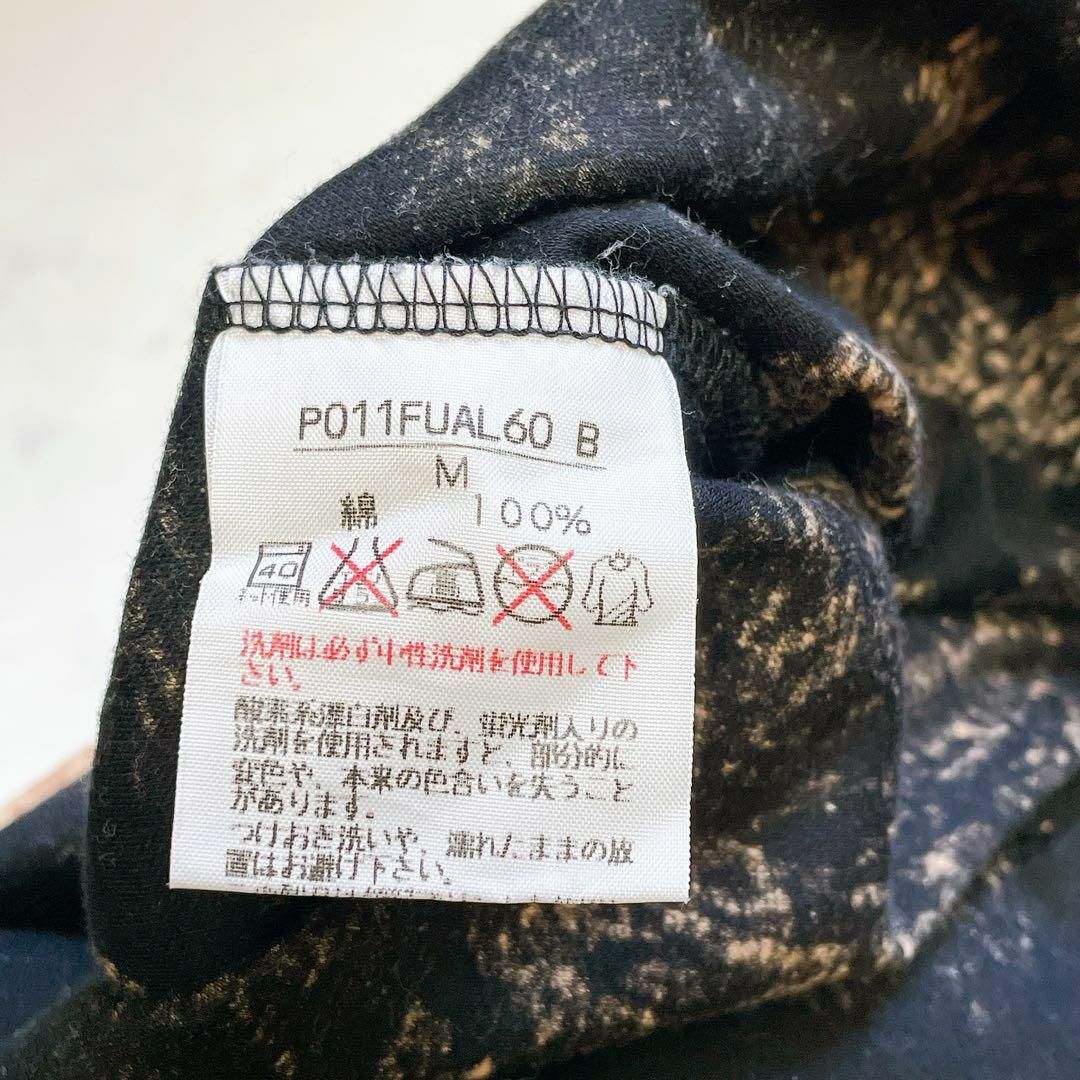 P011FUAL60 B
M
綿 100%
40
ネット使用
洗剤は必ず中性洗剤を使用して下
さい。
酸素系漂白剤及び、蛍光剤入りの
洗剤を使用されますと、部分的に
変色や、本来の色合いを失うこと
があります。
つけおき洗いや、濡れたままの放
置はお避け下さい。